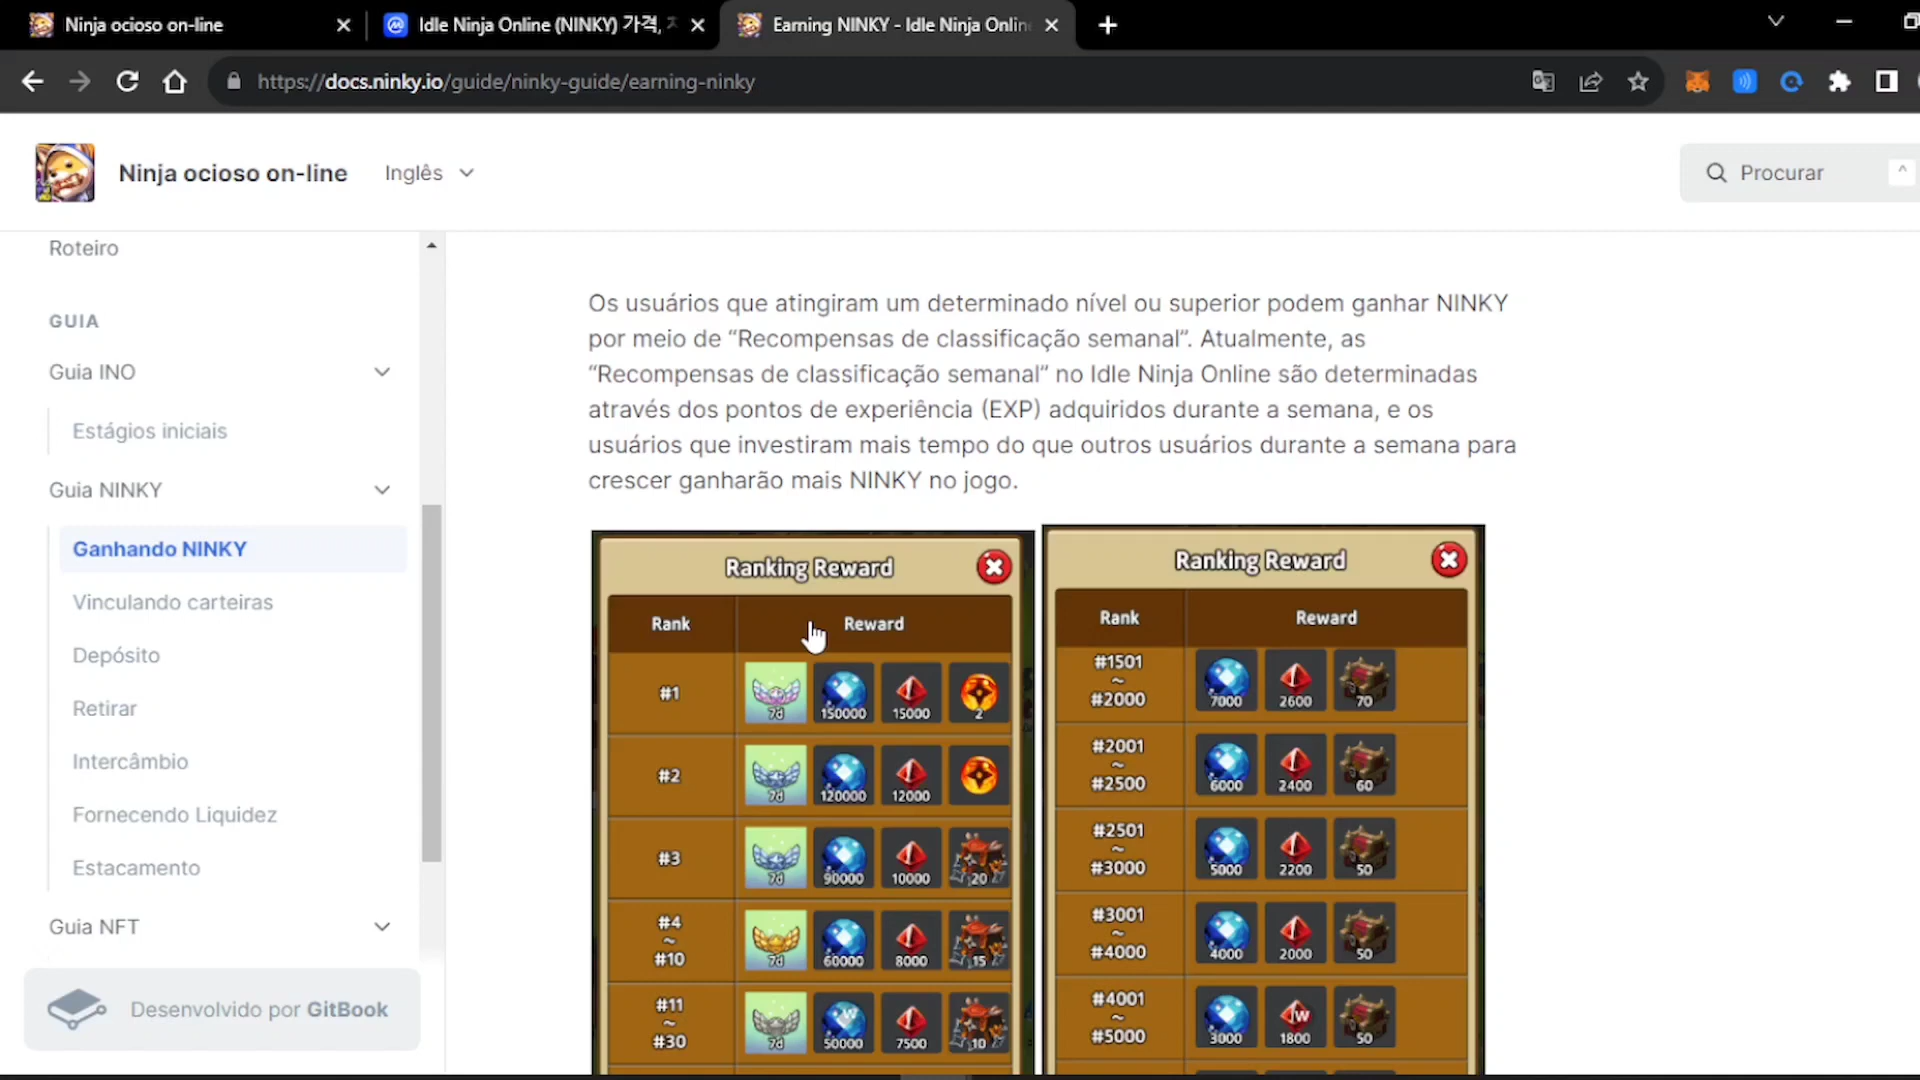 Ninja ocioso on-line
Idle Ninja Online (NINKY) 가격,
Earning NINKY - Idle Ninja Onlin
https://docs.ninky.io/guide/ninky-guide/earning-ninky
Ninja ocioso on-line
Inglês
Procurar
Roteiro
GUIA
Guia INO
Estágios iniciais
Guia NINKY
Ganhando NINKY
Vinculando carteiras
Depósito
Retirar
Intercâmbio
Fornecendo Liquidez
Estacamento
Guia NFT
Desenvolvido por GitBook
Os usuários que atingiram um determinado nível ou superior podem ganhar NINKY
por meio de “Recompensas de classificação semanal”. Atualmente, as
“Recompensas de classificação semanal” no Idle Ninja Online são determinadas
através dos pontos de experiência (EXP) adquiridos durante a semana, e os
usuários que investiram mais tempo do que outros usuários durante a semana para
crescer ganharão mais NINKY no jogo.
Ranking Reward
Rank Reward
#1 7d 150000 15000 2
#2 7d 120000 12000
#3 7d 90000 10000 20
#4
~
#10
7d 60000 8000 15
#11
~
#30
7d 50000 7500 10
Ranking Reward
Rank Reward
#1501
~
#2000
7000 2600 70
#2001
~
#2500
6000 2400 60
#2501
~
#3000
5000 2200 50
#3001
~
#4000
4000 2000 50
#4001
~
#5000
3000 1800 50